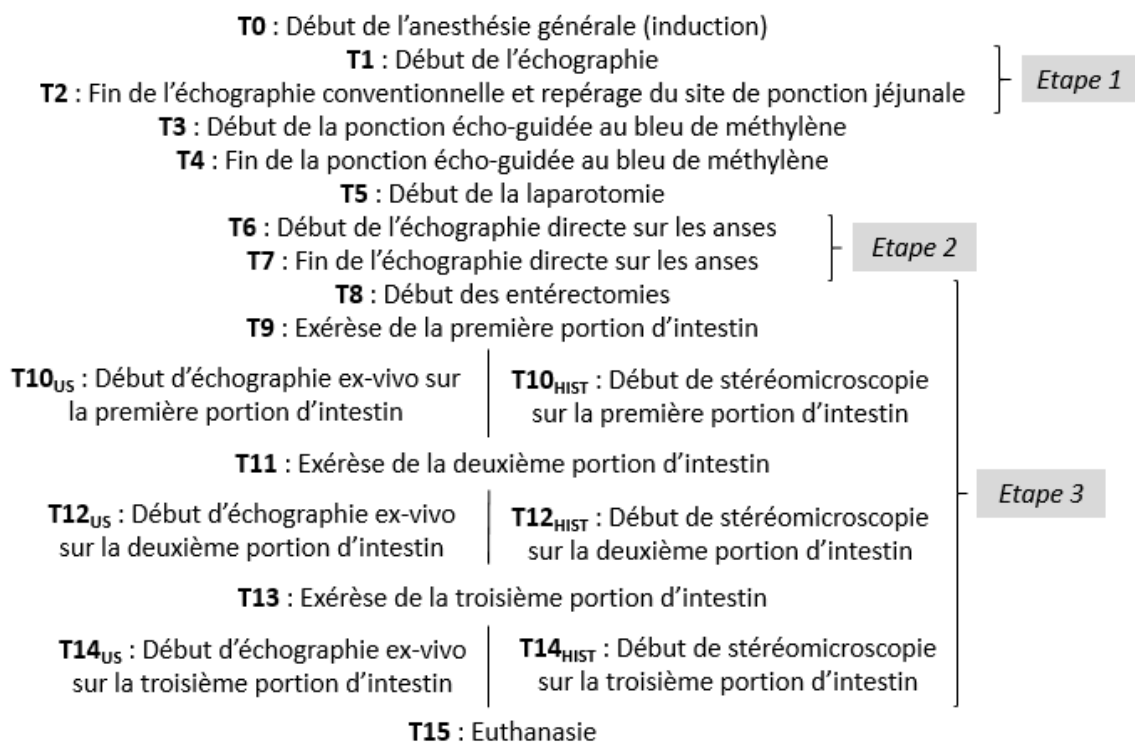 T0 : Début de l'anesthésie générale (induction)
T1 : Début de l'échographie
T2 : Fin de l'échographie conventionnelle et repérage du site de ponction jéjunale
Etape 1
T3 : Début de la ponction écho-guidée au bleu de méthylène
T4 : Fin de la ponction écho-guidée au bleu de méthylène
T5 : Début de la laparotomie
T6 : Début de l'échographie directe sur les anses
T7 : Fin de l'échographie directe sur les anses
Etape 2
T8 : Début des entérectomies
T9 : Exérèse de la première portion d'intestin
T10US : Début d'échographie ex-vivo sur
la première portion d'intestin
T10HIST : Début de stéréomicroscopie
sur la première portion d'intestin
T11 : Exérèse de la deuxième portion d'intestin
T12US : Début d'échographie ex-vivo
sur la deuxième portion d'intestin
T12HIST : Début de stéréomicroscopie
sur la deuxième portion d'intestin
Etape 3
T13 : Exérèse de la troisième portion d'intestin
T14US : Début d'échographie ex-vivo
sur la troisième portion d'intestin
T14HIST : Début de stéréomicroscopie
sur la troisième portion d'intestin
T15 : Euthanasie